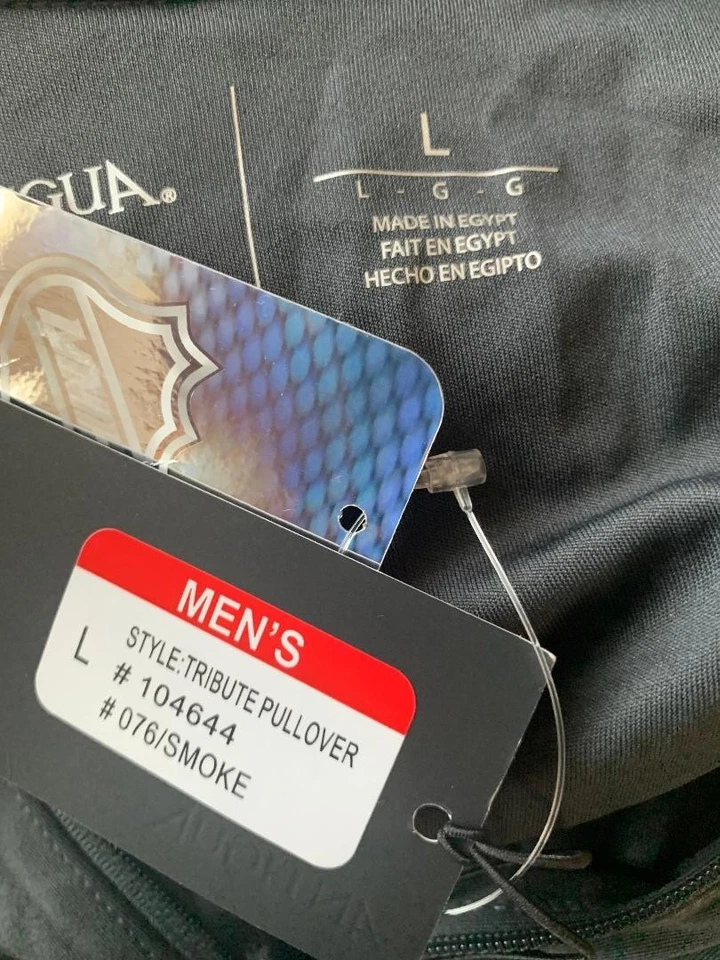 GUA®
L
L - G - G
MADE IN EGYPT
FAIT EN EGYPT
HECHO EN EGIPTO
MEN'S
L
STYLE:TRIBUTE PULLOVER
# 104644
# 076/SMOKE